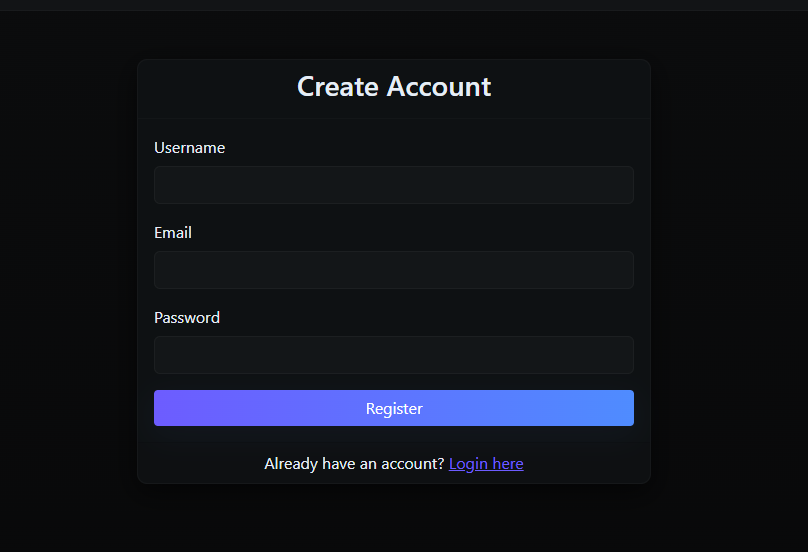 Create Account
Username
Email
Password
Register
Already have an account? Login here